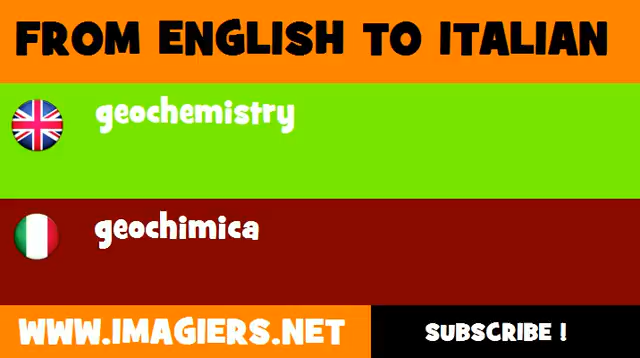 FROM ENGLISH TO ITALIAN
geochemistry
geochimica
WWW.IMAGIERS.NET
SUBSCRIBE !